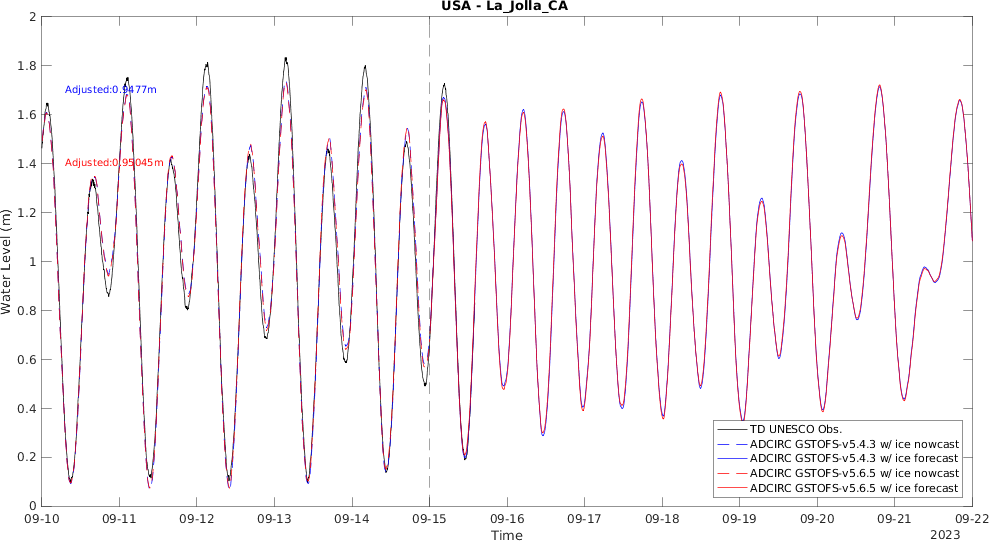 USA - La_Jolla_CA
2
1.8
1.6
1.4
1.2
1
0.8
0.6
0.4
0.2
0
Water Level (m)
Adjusted:0.9477m
Adjusted:0.95045m
TD UNESCO Obs.
ADCIRC GSTOFS-v5.4.3 w/ ice nowcast
ADCIRC GSTOFS-v5.4.3 w/ ice forecast
ADCIRC GSTOFS-v5.6.5 w/ ice nowcast
ADCIRC GSTOFS-v5.6.5 w/ ice forecast
09-10 09-11 09-12 09-13 09-14 09-15 09-16 09-17 09-18 09-19 09-20 09-21 09-22
Time
2023